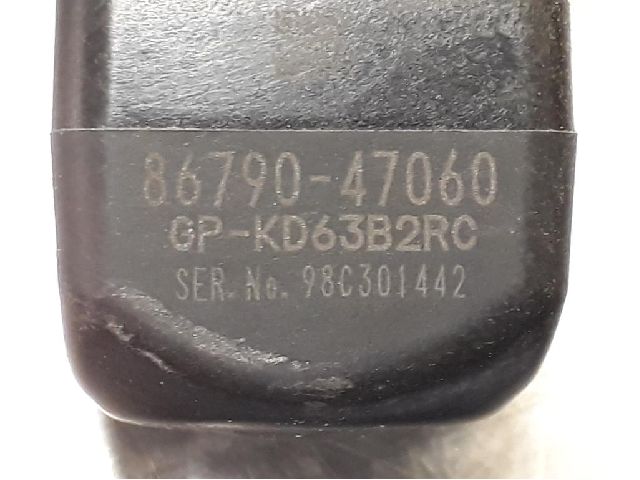 86790-47060
GP-KD63B2RC
SER. No. 98C301442